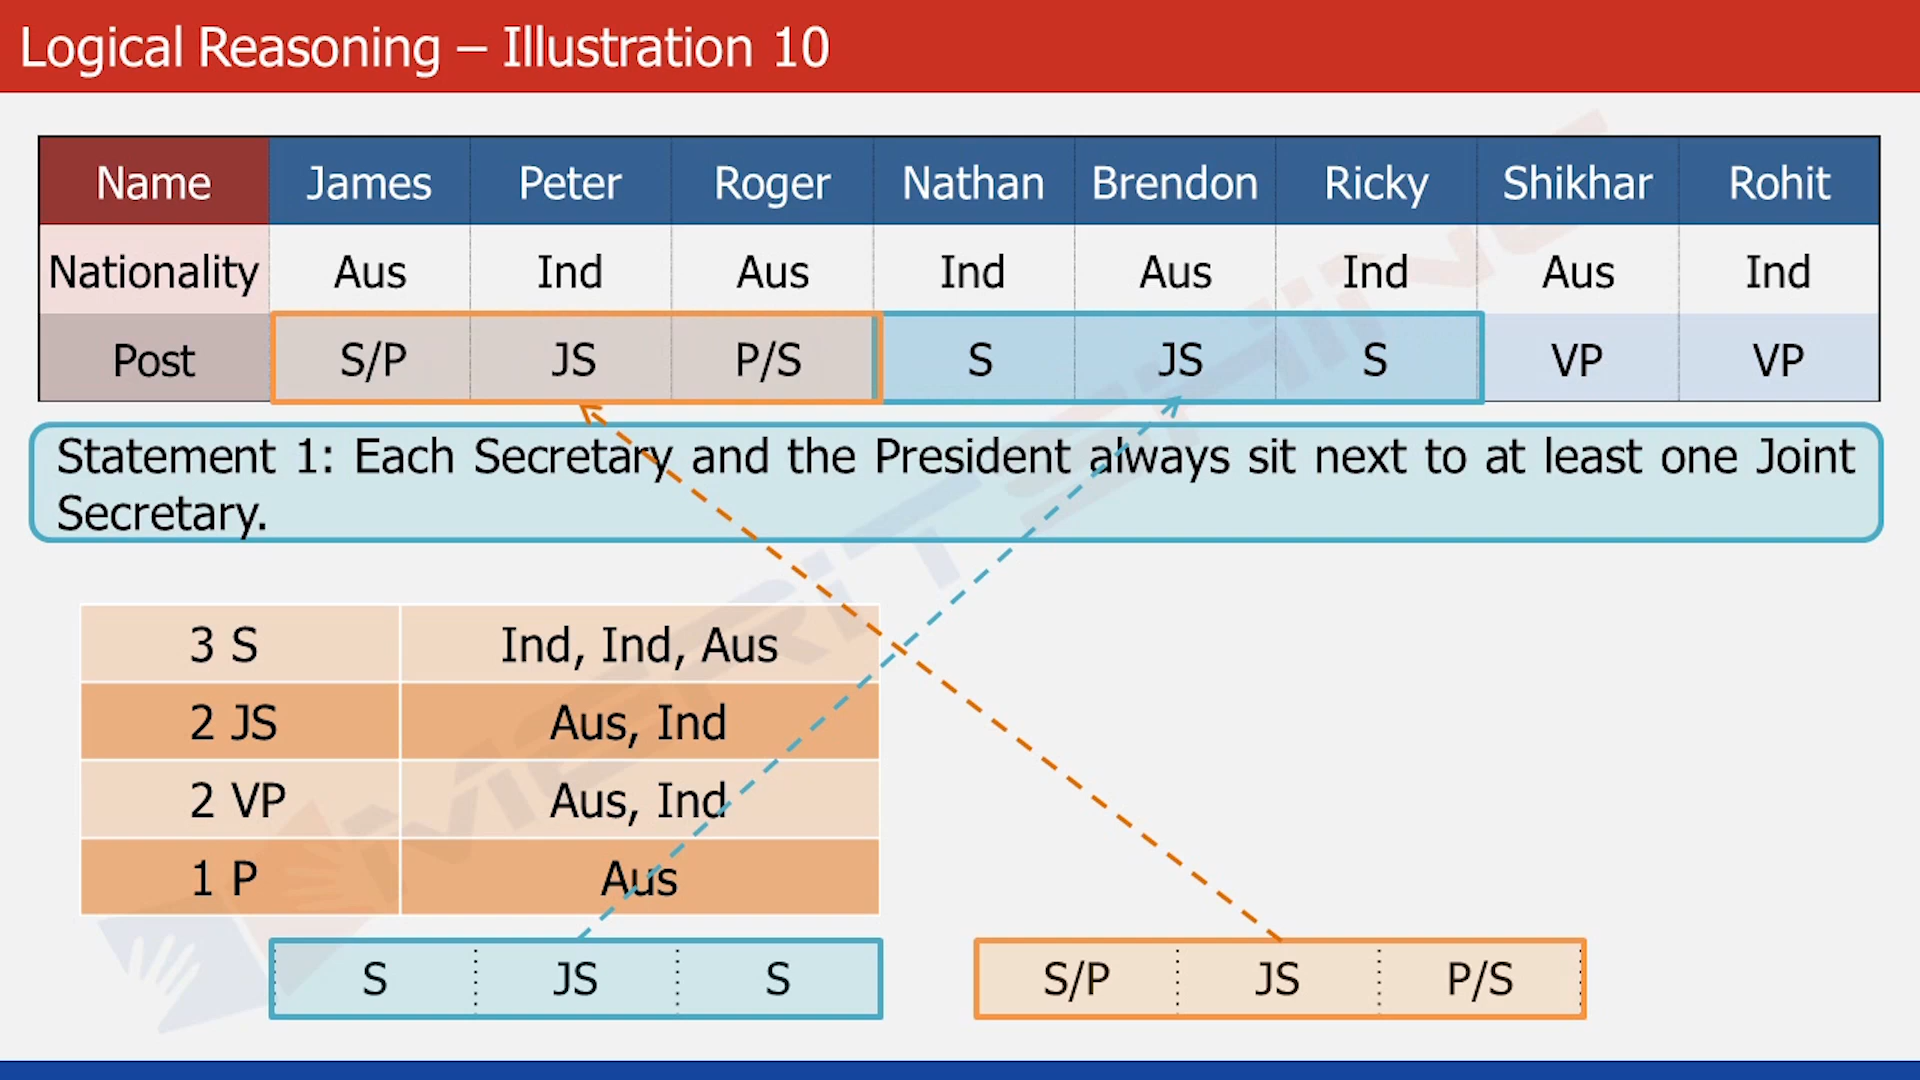 Logical Reasoning – Illustration 10
Name James Peter Roger Nathan Brendon Ricky Shikhar Rohit
Nationality Aus Ind Aus Ind Aus Ind Aus Ind
Post S/P JS P/S S JS S VP VP
Statement 1: Each Secretary and the President always sit next to at least one Joint
Secretary.
3 S Ind, Ind, Aus
2 JS Aus, Ind
2 VP Aus, Ind
1 P Aus
S JS S S/P JS P/S
MERiT SHiNE